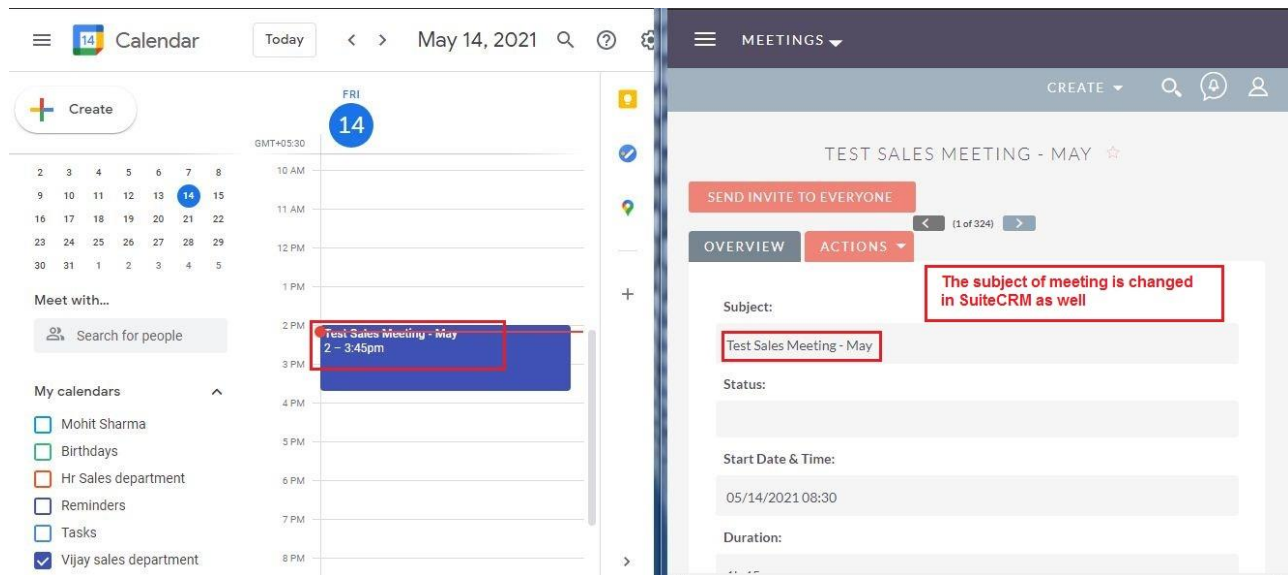 14 Calendar Today < > May 14, 2021
Create
FRI
14
GMT+05:30
2 3 4 5 6 7 8
9 10 11 12 13 14 15
16 17 18 19 20 21 22
23 24 25 26 27 28 29
30 31 1 2 3 4 5
Meet with...
Search for people
My calendars
Mohit Sharma
Birthdays
Hr Sales department
Reminders
Tasks
Vijay sales department
10 AM
11 AM
12 PM
1 PM
2 PM
3 PM
4 PM
5 PM
6 PM
7 PM
8 PM
Test Sales Meeting - May
2 – 3:45pm
MEETINGS
CREATE
TEST SALES MEETING - MAY
SEND INVITE TO EVERYONE
(1 of 324)
OVERVIEW ACTIONS
The subject of meeting is changed
in SuiteCRM as well
Subject:
Test Sales Meeting - May
Status:
Start Date & Time:
05/14/2021 08:30
Duration: